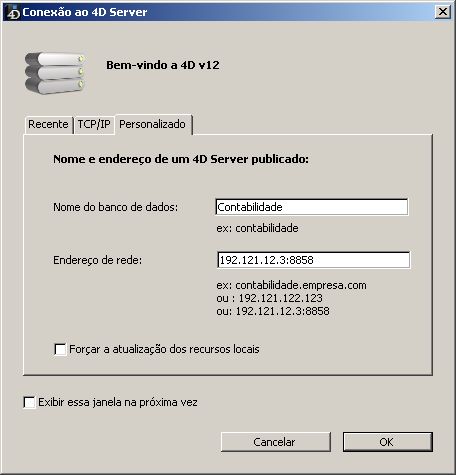 Conexão ao 4D Server
Bem-vindo a 4D v12
Recente TCP/IP Personalizado
Nome e endereço de um 4D Server publicado:
Nome do banco de dados: Contabilidade
ex: contabilidade
Endereço de rede: 192.121.12.3:8858
ex: contabilidade.empresa.com
ou : 192.121.122.123
ou: 192.121.12.3:8858
Forçar a atualização dos recursos locais
Exibir essa janela na próxima vez
Cancelar OK